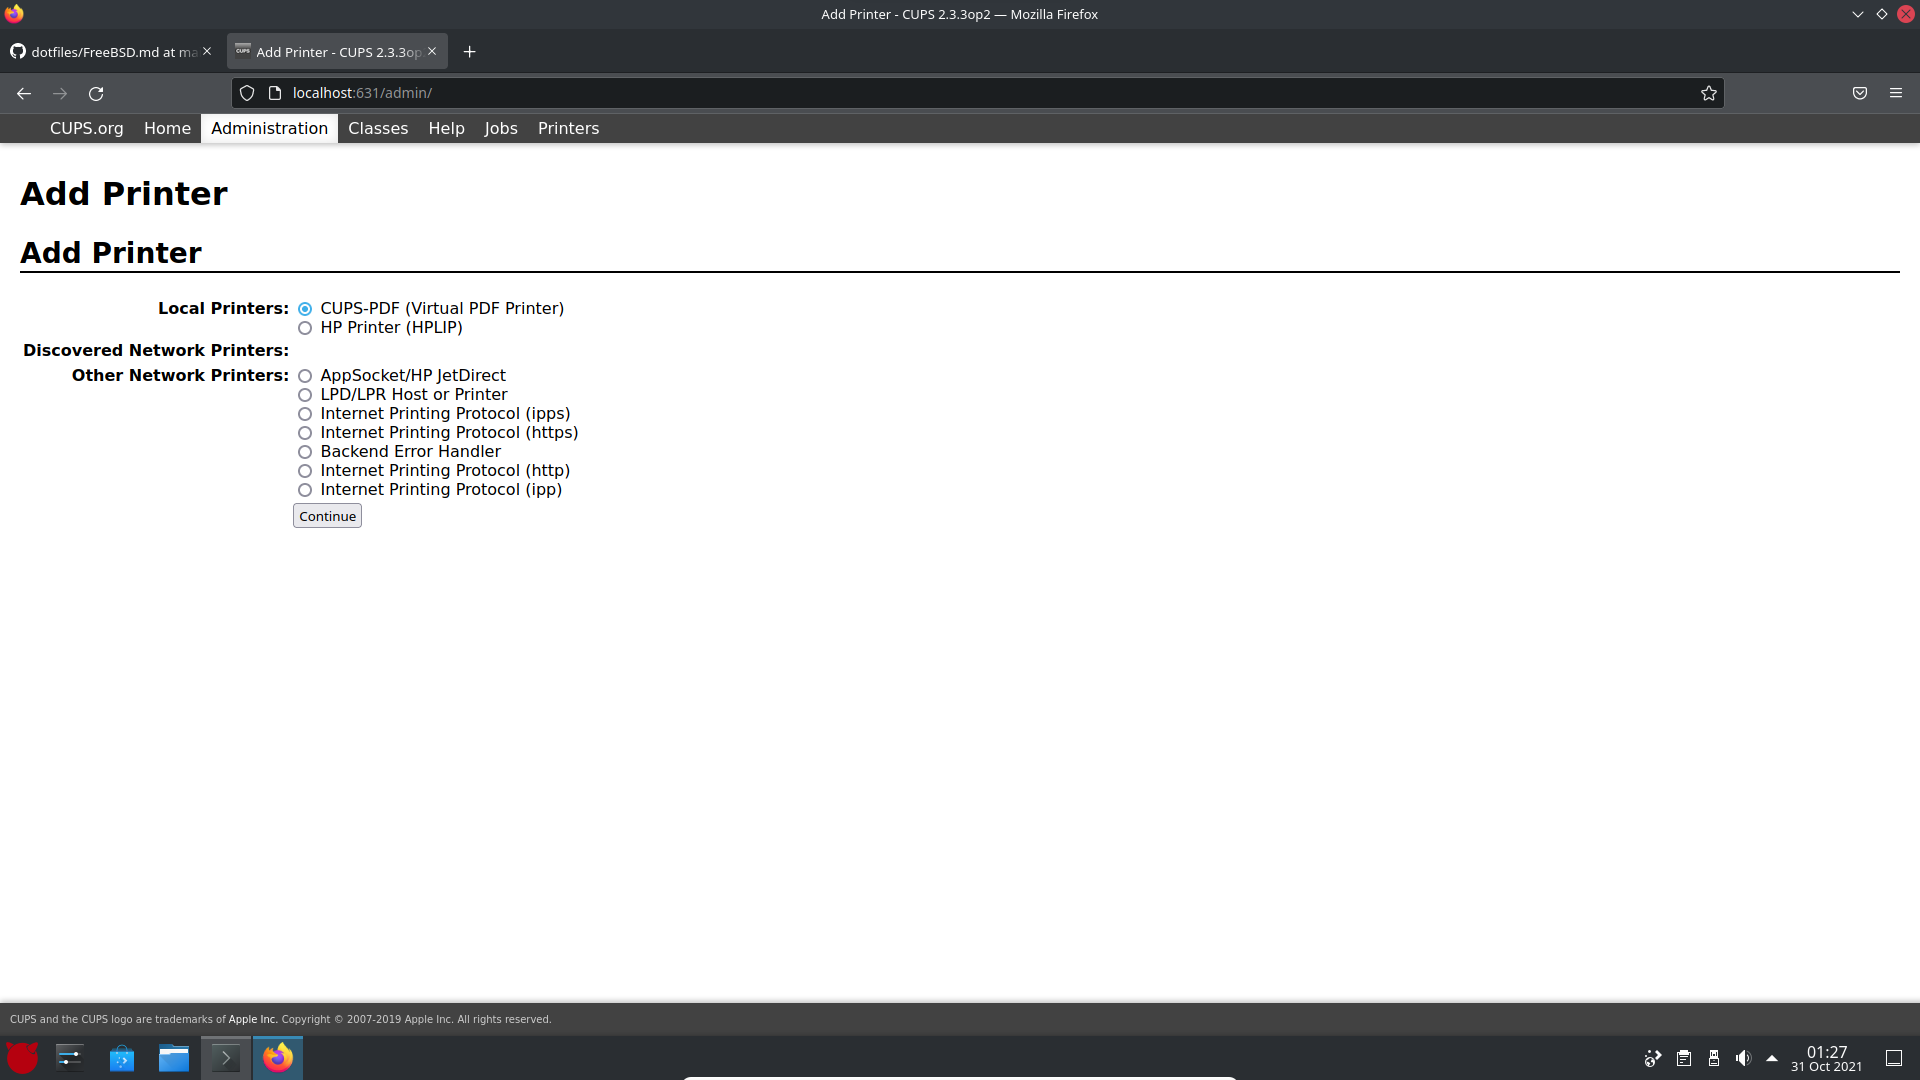 Add Printer - CUPS 2.3.3op2 — Mozilla Firefox
dotfiles/FreeBSD.md at ma
Add Printer - CUPS 2.3.3op
localhost:631/admin/
CUPS.org Home Administration Classes Help Jobs Printers
Add Printer
Add Printer
Local Printers: CUPS-PDF (Virtual PDF Printer)
HP Printer (HPLIP)
Discovered Network Printers:
Other Network Printers: AppSocket/HP JetDirect
LPD/LPR Host or Printer
Internet Printing Protocol (ipps)
Internet Printing Protocol (https)
Backend Error Handler
Internet Printing Protocol (http)
Internet Printing Protocol (ipp)
Continue
CUPS and the CUPS logo are trademarks of Apple Inc. Copyright © 2007-2019 Apple Inc. All rights reserved.
01:27
31 Oct 2021